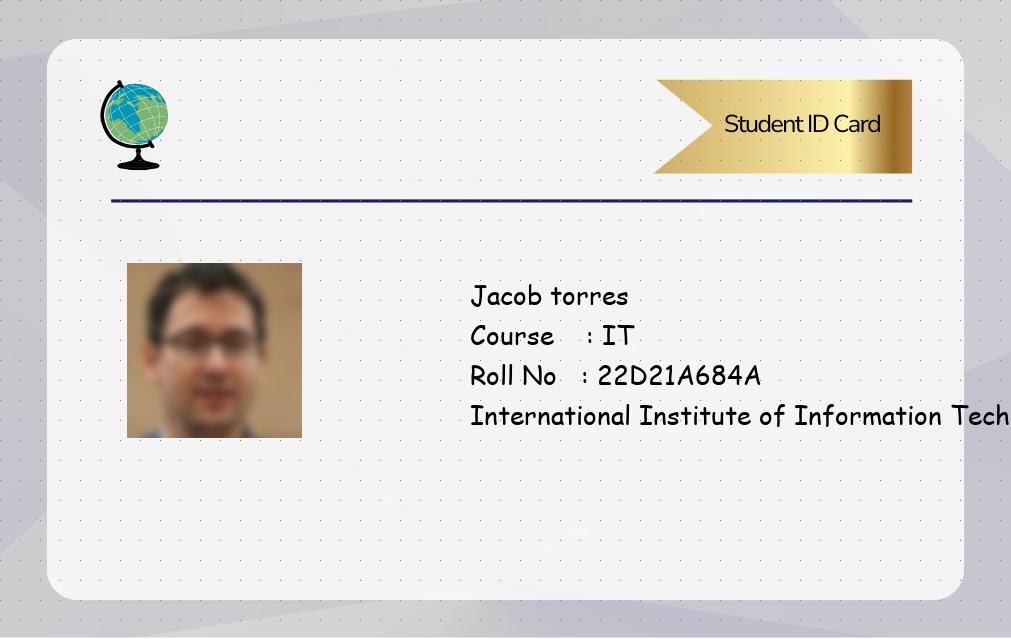 Student ID Card
Jacob torres
Course : IT
Roll No : 22D21A684A
International Institute of Information Tech